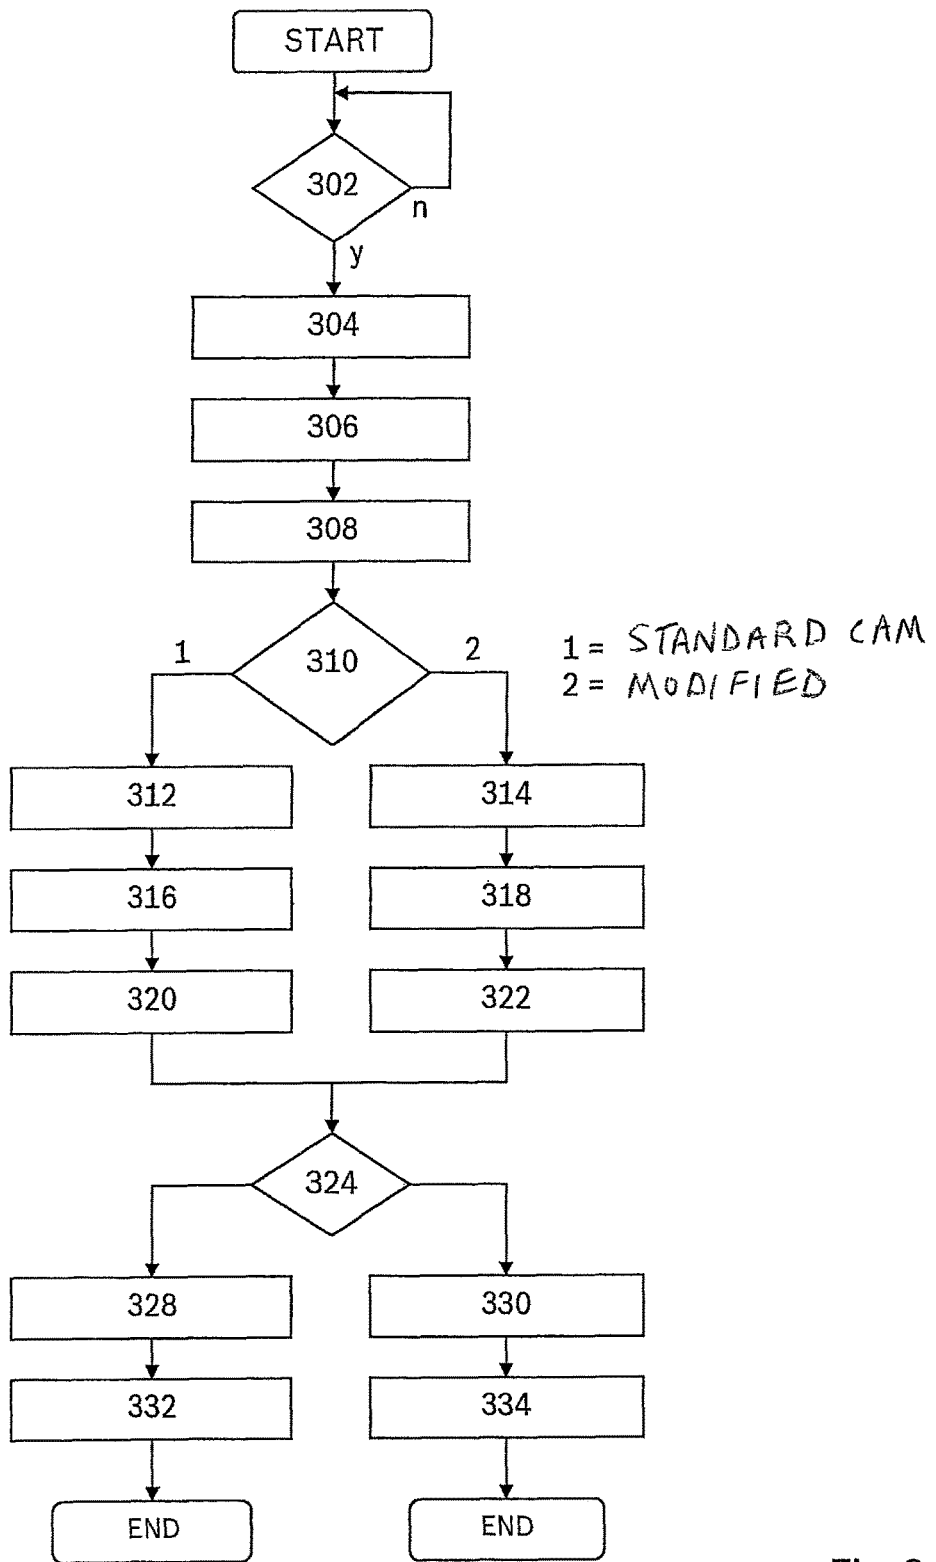 START
302
n
y
304
306
308
1
310
2
1 = STANDARD CAM
2 = MODIFIED
312
314
316
318
320
322
324
328
330
332
334
END
END